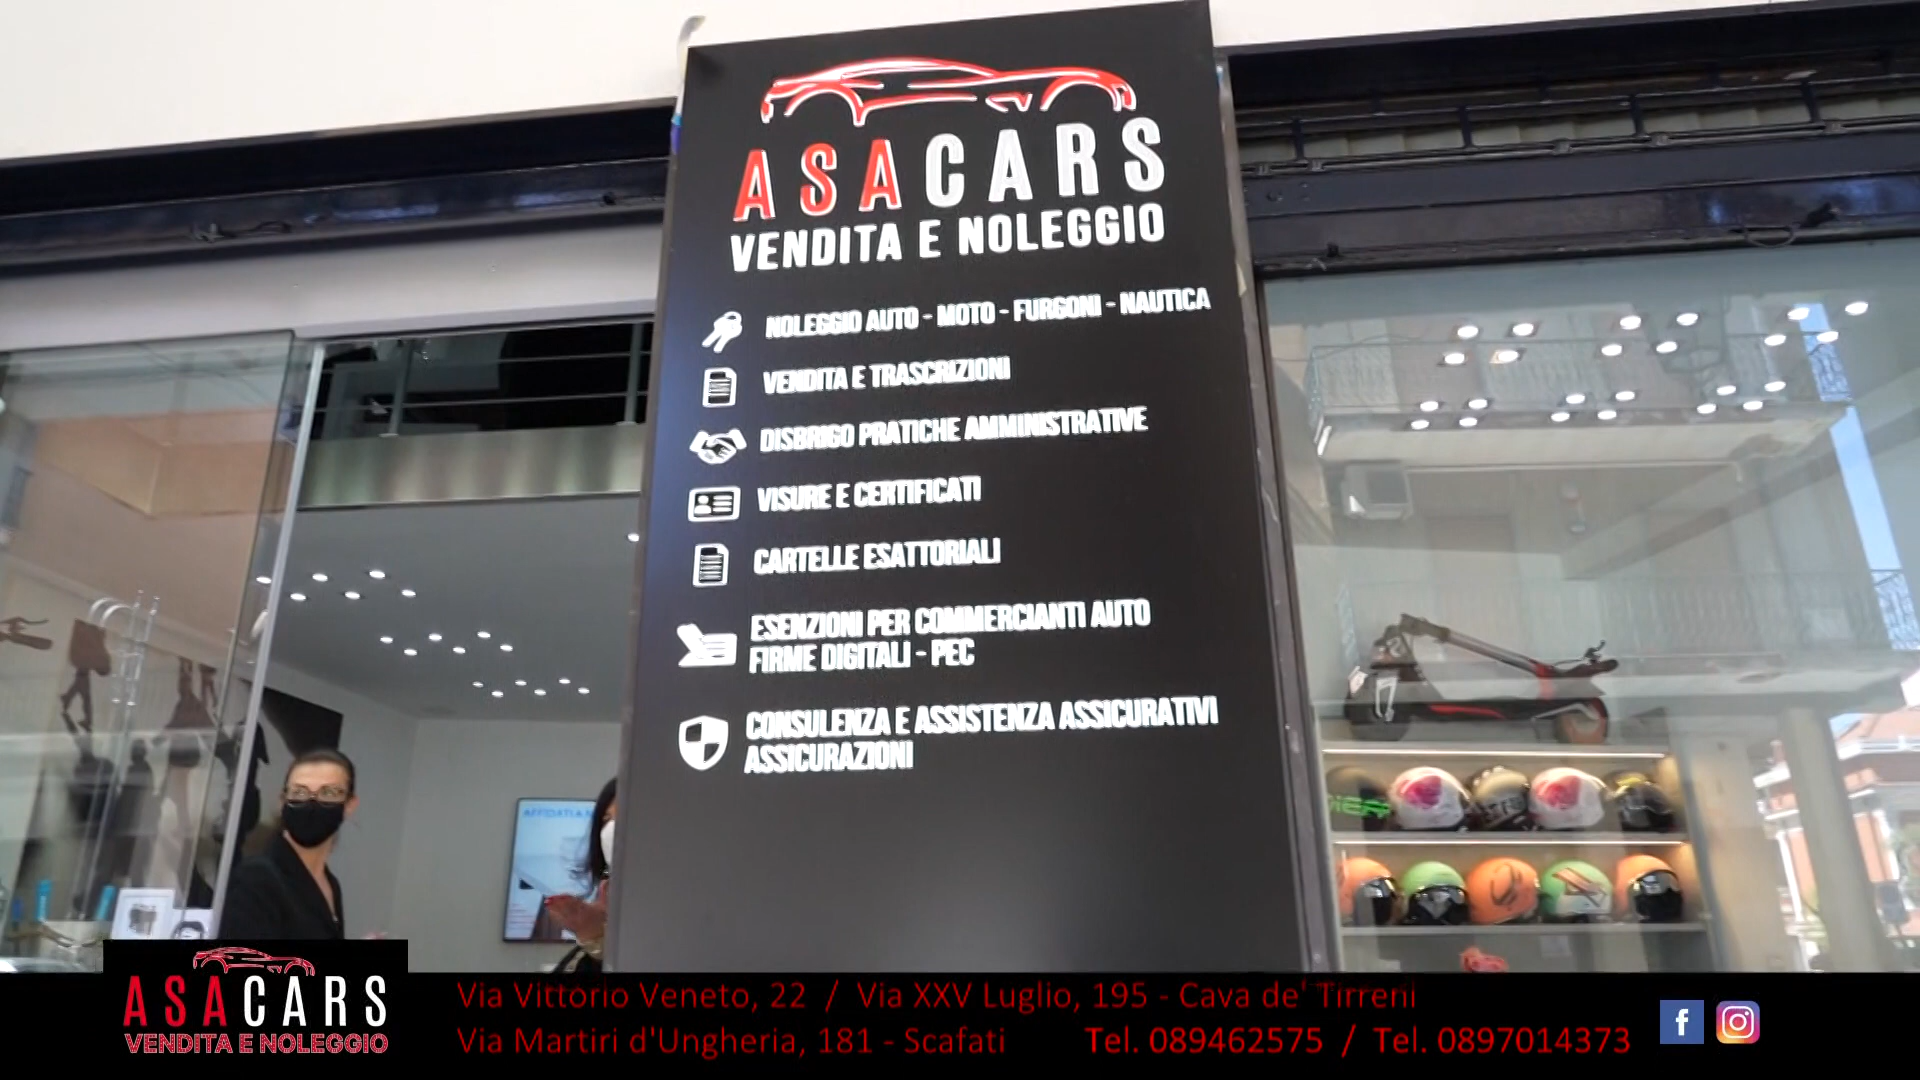 ASACARS
VENDITA E NOLEGGIO
NOLEGGIO AUTO - MOTO - FURGONI - NAUTICA
VENDITA E TRASCRIZIONI
DISBRIGO PRATICHE AMMINISTRATIVE
VISURE E CERTIFICATI
CARTELLE ESATTORIALI
ESENZIONI PER COMMERCIANTI AUTO
FIRME DIGITALI - PEC
CONSULENZA E ASSISTENZA ASSICURATIVI
ASSICURAZIONI
AFFIDATI A
ASACARS
VENDITA E NOLEGGIO
Via Vittorio Veneto, 22 / Via XXV Luglio, 195 - Cava de' Tirreni
Via Martiri d'Ungheria, 181 - Scafati Tel. 089462575 / Tel. 0897014373